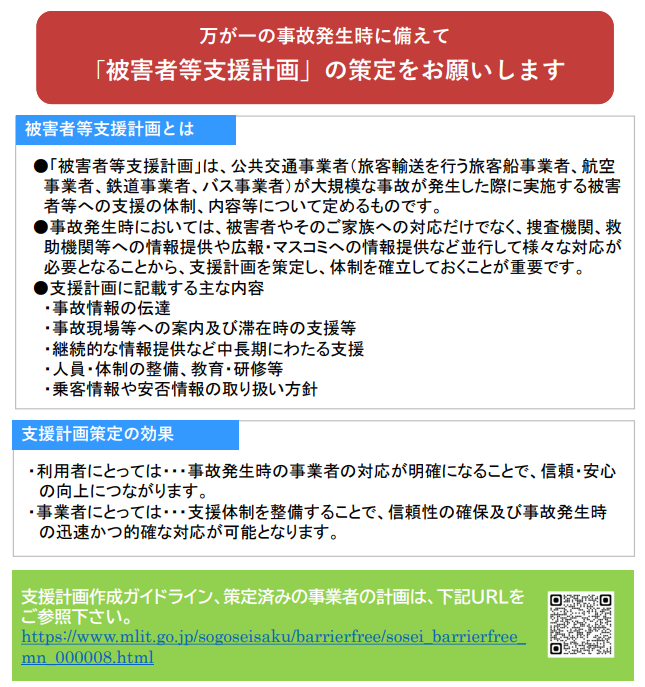 万が一の事故発生時に備えて
「被害者等支援計画」の策定をお願いします
被害者等支援計画とは
●「被害者等支援計画」は、公共交通事業者（旅客輸送を行う旅客船事業者、航空
事業者、鉄道事業者、バス事業者）が大規模な事故が発生した際に実施する被害
者等への支援の体制、内容等について定めるものです。
●事故発生時においては、被害者やそのご家族への対応だけでなく、捜査機関、救
助機関等への情報提供や広報・マスコミへの情報提供など並行して様々な対応が
必要となることから、支援計画を策定し、体制を確立しておくことが重要です。
●支援計画に記載する主な内容
・事故情報の伝達
・事故現場等への案内及び滞在時の支援等
・継続的な情報提供など中長期にわたる支援
・人員・体制の整備、教育・研修等
・乗客情報や安否情報の取り扱い方針
支援計画策定の効果
・利用者にとっては・・・事故発生時の事業者の対応が明確になることで、信頼・安心
の向上につながります。
・事業者にとっては・・・支援体制を整備することで、信頼性の確保及び事故発生時
の迅速かつ的確な対応が可能となります。
支援計画作成ガイドライン、策定済みの事業者の計画は、下記URLを
ご参照下さい。
https://www.mlit.go.jp/sogoseisaku/barrierfree/sosei_barrierfree_
mn_000008.html